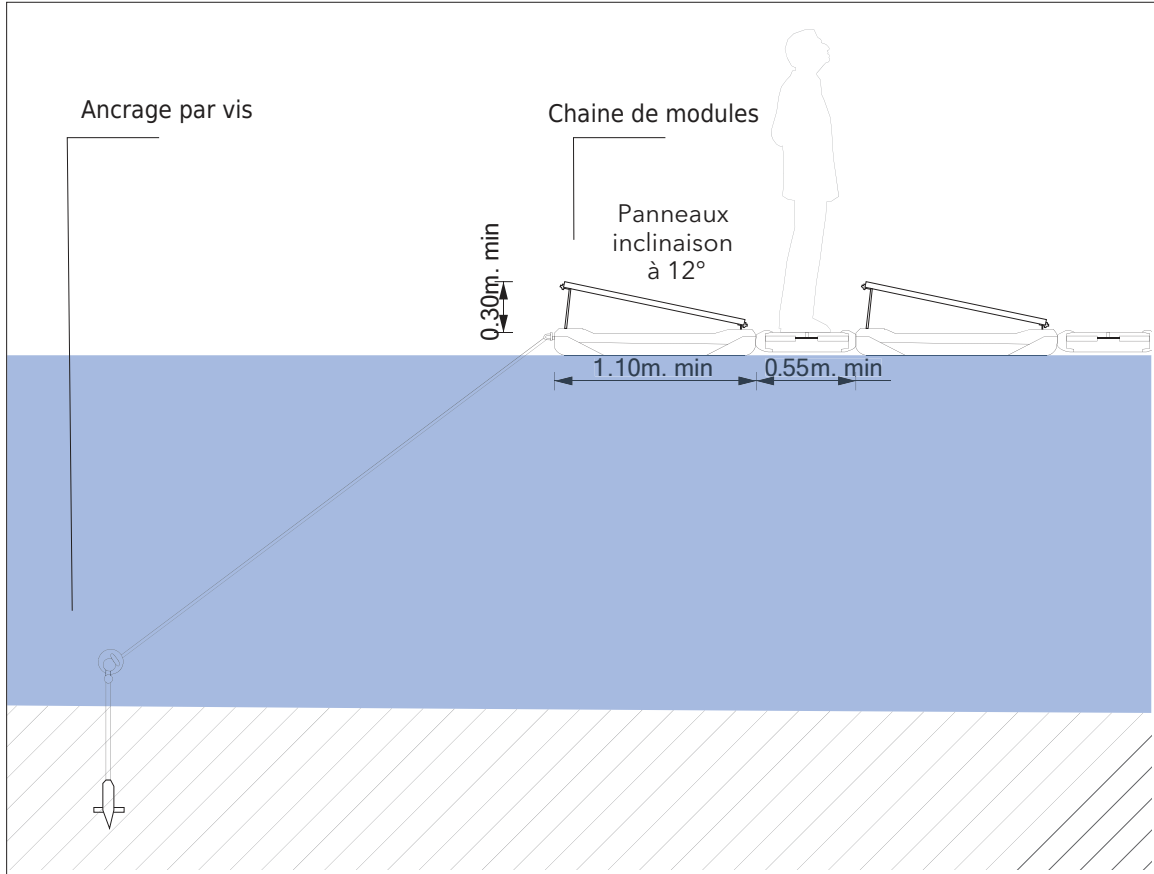 Ancrage par vis
Chaine de modules
Panneaux
inclinaison
à 12°
0.30m. min
1.10m. min
0.55m. min